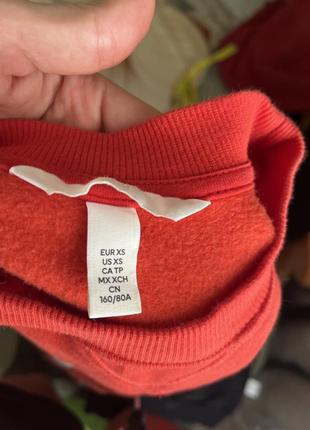 EUR XS
US XS
CA TP
MX XCH
CN
160/80A